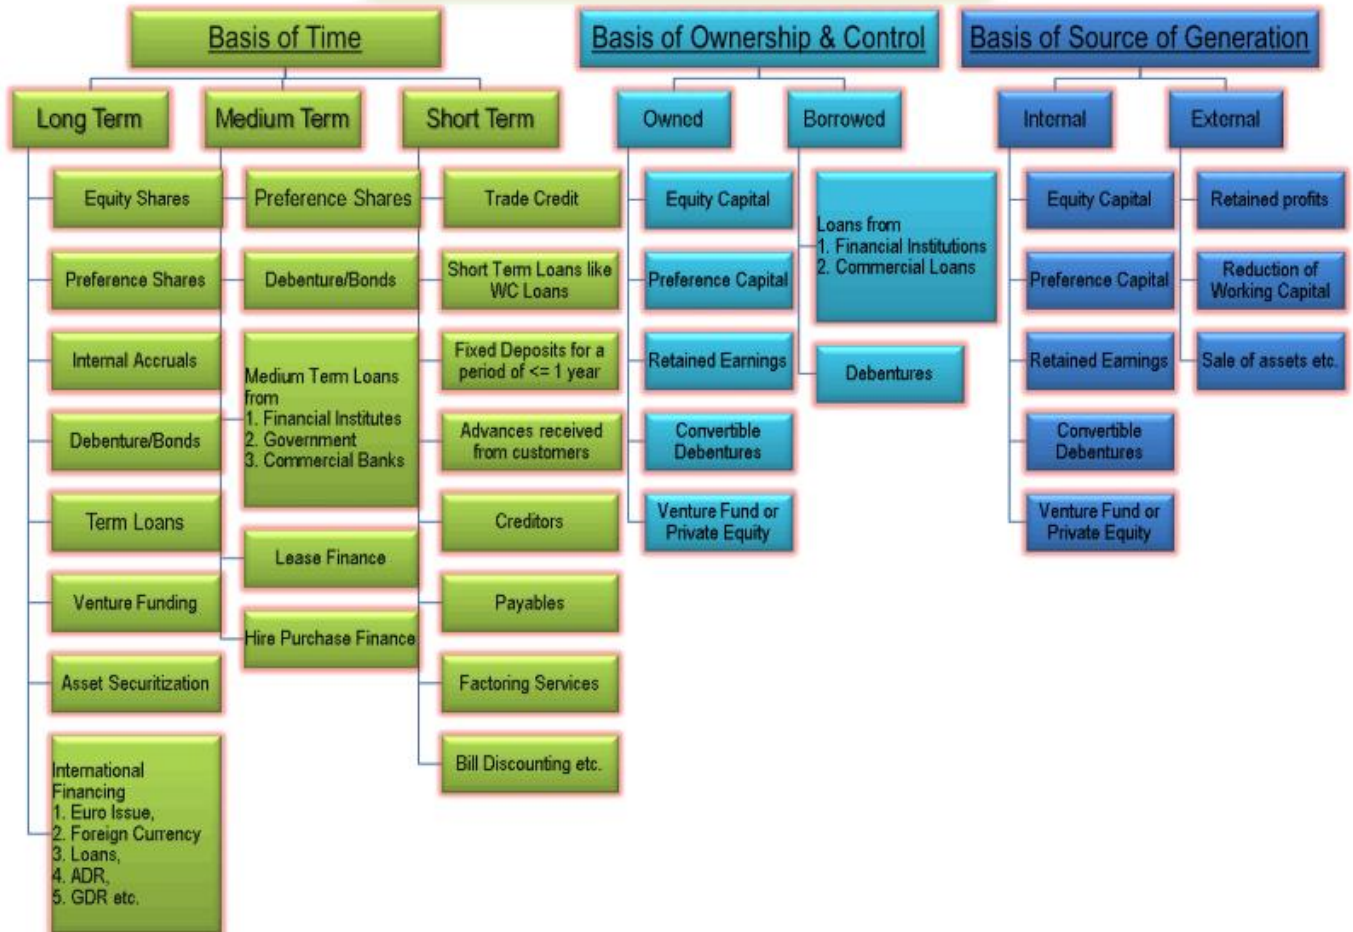 Basis of Time
Long Term
Equity Shares
Preference Shares
Internal Accruals
Debenture/Bonds
Term Loans
Venture Funding
Asset Securitization
International
Financing
1. Euro Issue,
2. Foreign Currency
3. Loans,
4. ADR,
5. GDR etc.
Medium Term
Preference Shares
Debenture/Bonds
Medium Term Loans
from
1. Financial Institutes
2. Government
3. Commercial Banks
Lease Finance
Hire Purchase Finance
Short Term
Trade Credit
Short Term Loans like
WC Loans
Fixed Deposits for a
period of <= 1 year
Advances received
from customers
Creditors
Payables
Factoring Services
Bill Discounting etc.
Basis of Ownership & Control
Owned
Equity Capital
Preference Capital
Retained Earnings
Convertible
Debentures
Venture Fund or
Private Equity
Borrowed
Loans from
1. Financial Institutions
2. Commercial Loans
Debentures
Basis of Source of Generation
Internal
Equity Capital
Preference Capital
Retained Earnings
Convertible
Debentures
Venture Fund or
Private Equity
External
Retained profits
Reduction of
Working Capital
Sale of assets etc.